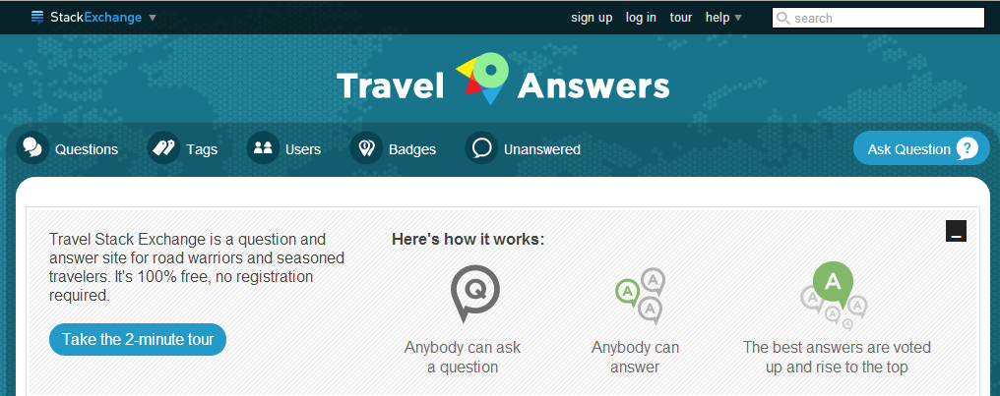 StackExchange
sign up log in tour help search
Travel Answers
Questions Tags Users Badges Unanswered Ask Question ?
Travel Stack Exchange is a question and
answer site for road warriors and seasoned
travelers. It's 100% free, no registration
required.
Take the 2-minute tour
Here's how it works:
Q
Anybody can ask
a question
A A A
Anybody can
answer
A A A A A
The best answers are voted
up and rise to the top